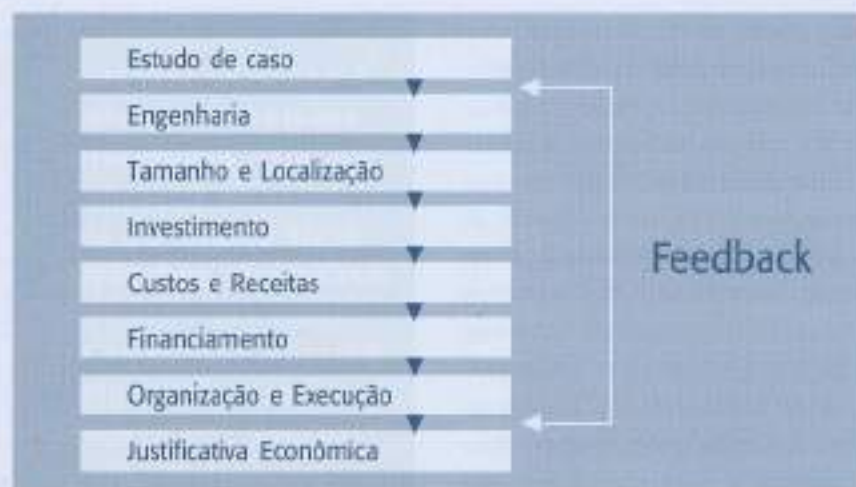 Estudo de caso
Engenharia
Tamanho e Localização
Investimento
Custos e Receitas
Financiamento
Organização e Execução
Justificativa Econômica
Feedback